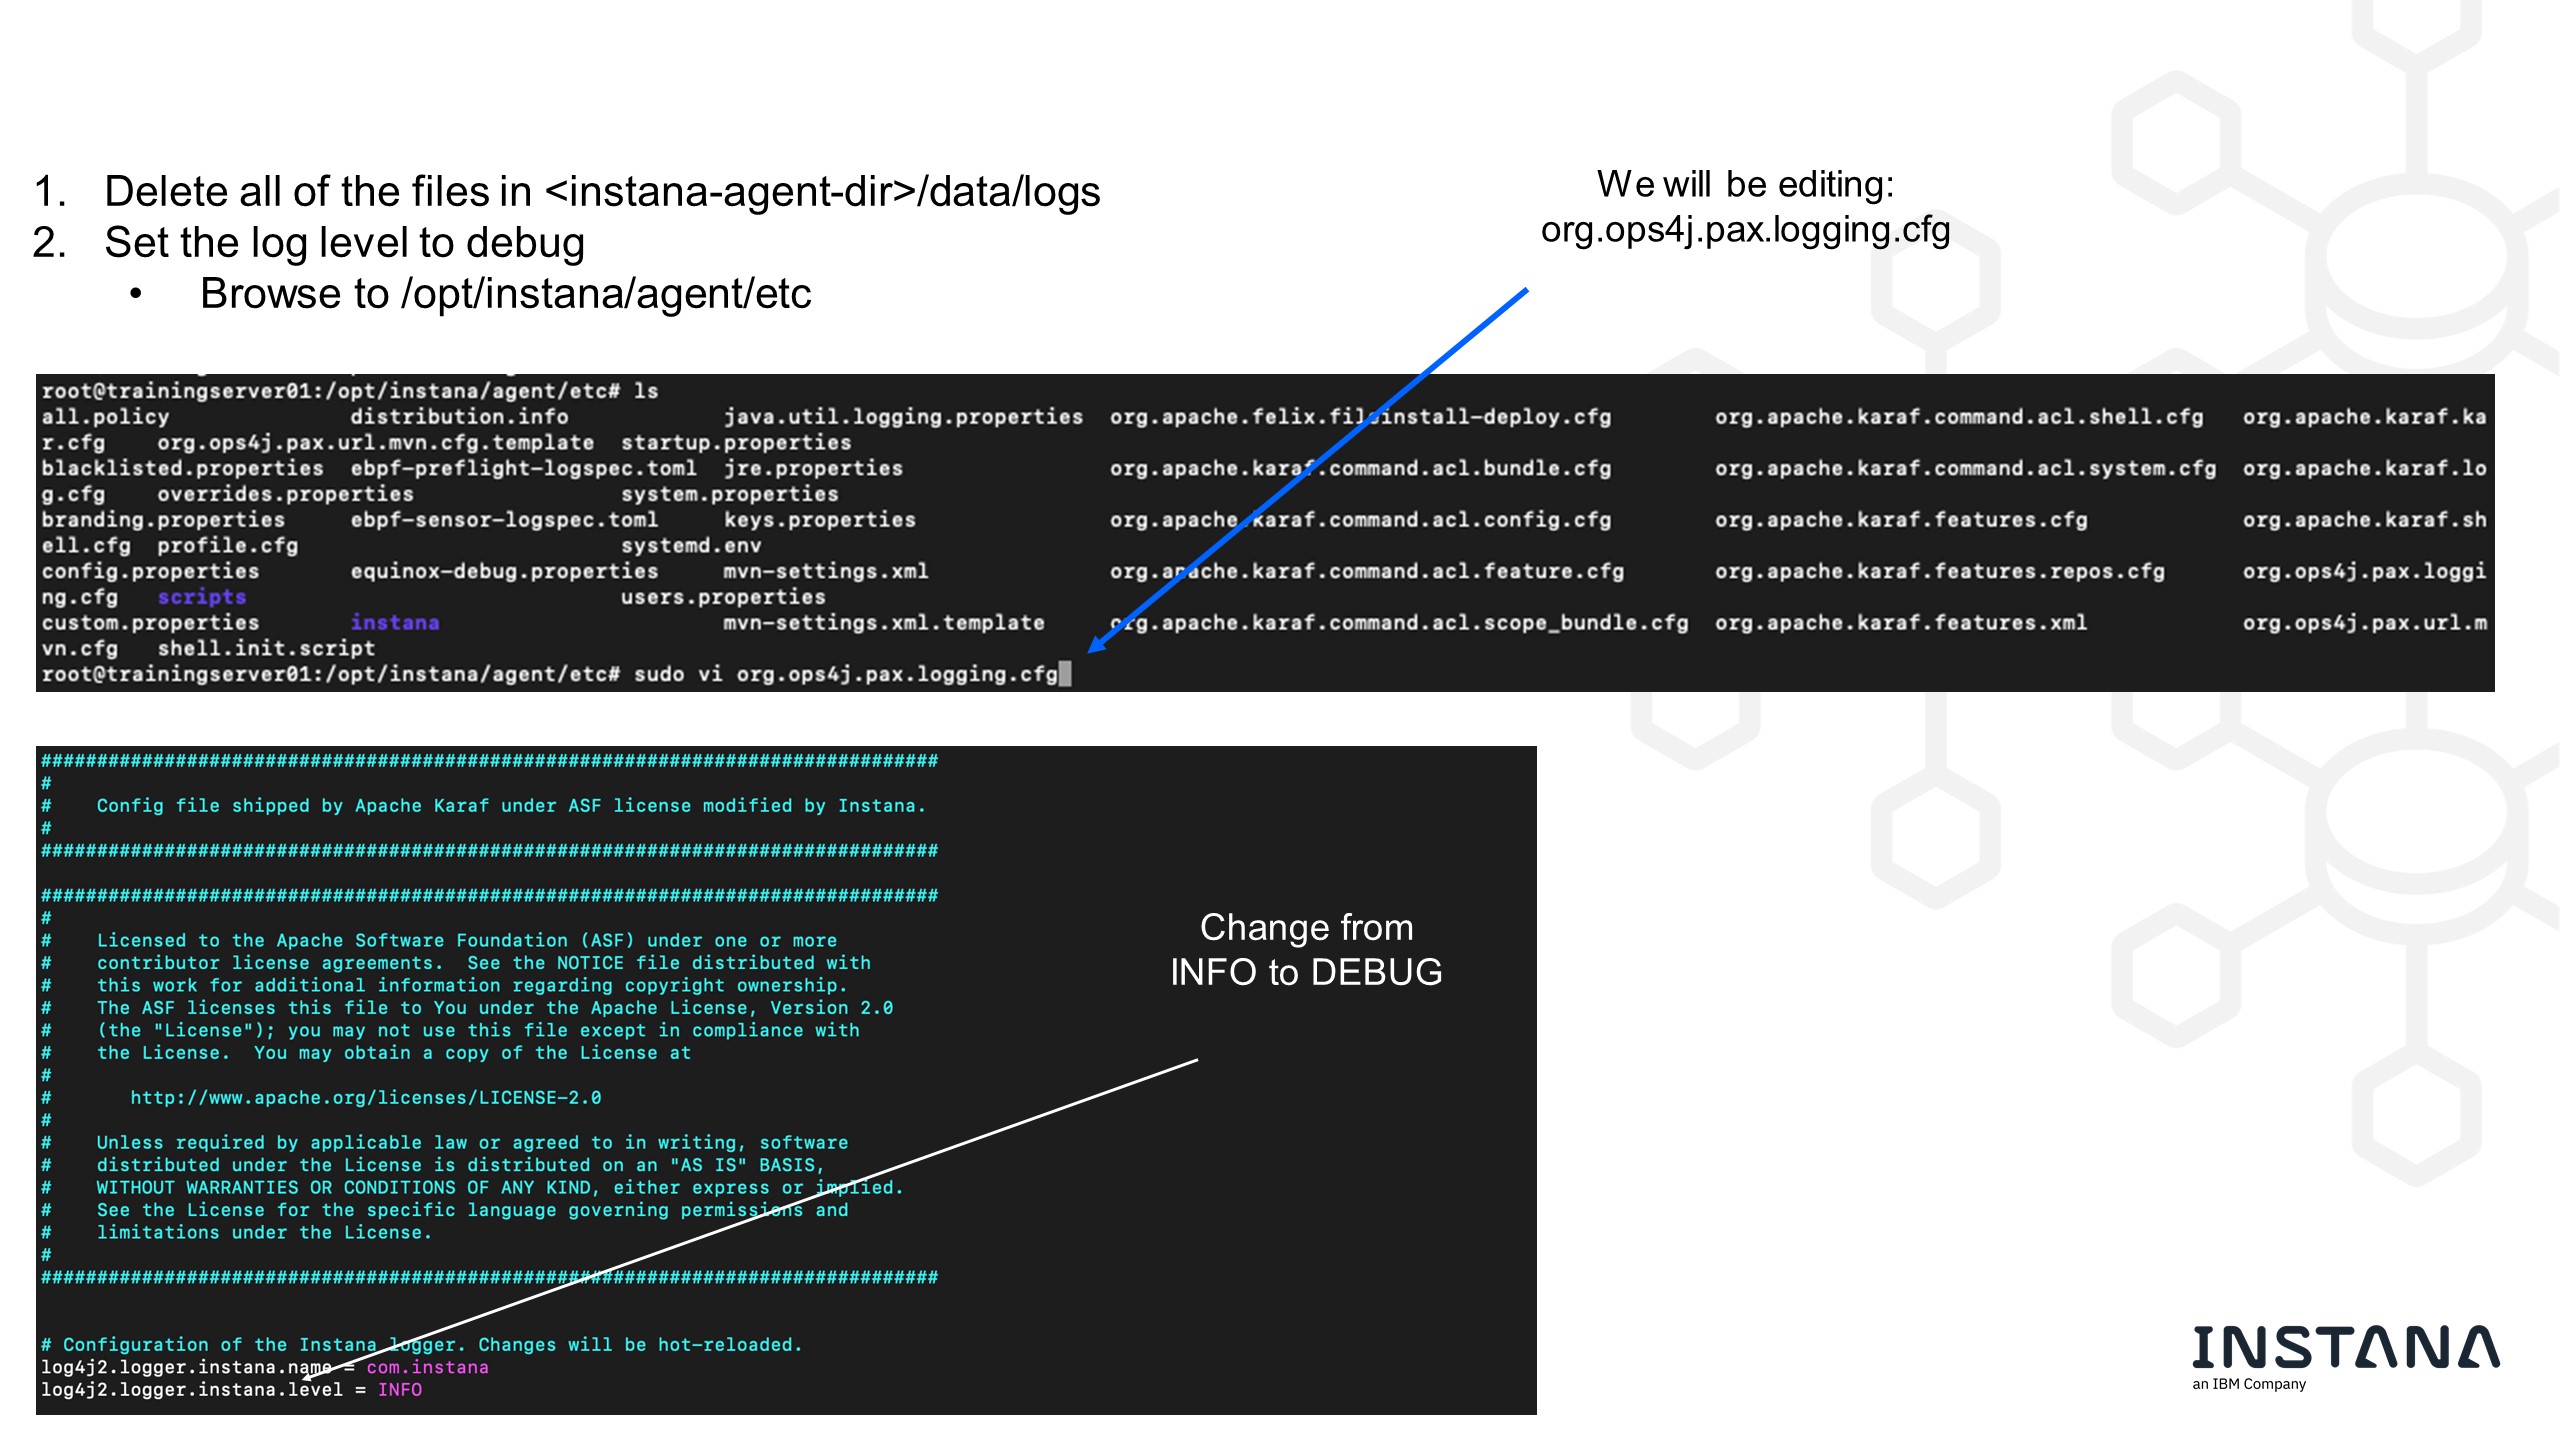 1. Delete all of the files in <instana-agent-dir>/data/logs
2. Set the log level to debug
• Browse to /opt/instana/agent/etc
We will be editing:
org.ops4j.pax.logging.cfg
root@trainingserver01:/opt/instana/agent/etc# ls
all.policy distribution.info java.util.logging.properties org.apache.felix.fileinstall-deploy.cfg org.apache.karaf.command.acl.shell.cfg org.apache.karaf.ka
r.cfg org.ops4j.pax.url.mvn.cfg.template startup.properties
blacklisted.properties ebpf-preflight-logspec.toml jre.properties org.apache.karaf.command.acl.bundle.cfg org.apache.karaf.command.acl.system.cfg org.apache.karaf.lo
g.cfg overrides.properties system.properties
branding.properties ebpf-sensor-logspec.toml keys.properties org.apache.karaf.command.acl.config.cfg org.apache.karaf.features.cfg org.apache.karaf.sh
ell.cfg profile.cfg systemd.env
config.properties equinox-debug.properties mvn-settings.xml org.apache.karaf.command.acl.feature.cfg org.apache.karaf.features.repos.cfg org.ops4j.pax.loggi
ng.cfg scripts users.properties
custom.properties instana mvn-settings.xml.template org.apache.karaf.command.acl.scope_bundle.cfg org.apache.karaf.features.xml org.ops4j.pax.url.m
vn.cfg shell.init.script
root@trainingserver01:/opt/instana/agent/etc# sudo vi org.ops4j.pax.logging.cfg
################################################################################
#
# Config file shipped by Apache Karaf under ASF license modified by Instana.
#
################################################################################
################################################################################
#
# Licensed to the Apache Software Foundation (ASF) under one or more
# contributor license agreements. See the NOTICE file distributed with
# this work for additional information regarding copyright ownership.
# The ASF licenses this file to You under the Apache License, Version 2.0
# (the "License"); you may not use this file except in compliance with
# the License. You may obtain a copy of the License at
#
# http://www.apache.org/licenses/LICENSE-2.0
#
# Unless required by applicable law or agreed to in writing, software
# distributed under the License is distributed on an "AS IS" BASIS,
# WITHOUT WARRANTIES OR CONDITIONS OF ANY KIND, either express or implied.
# See the License for the specific language governing permissions and
# limitations under the License.
#
################################################################################
# Configuration of the Instana logger. Changes will be hot-reloaded.
log4j2.logger.instana.name = com.instana
log4j2.logger.instana.level = INFO
Change from
INFO to DEBUG
INSTANA
an IBM Company